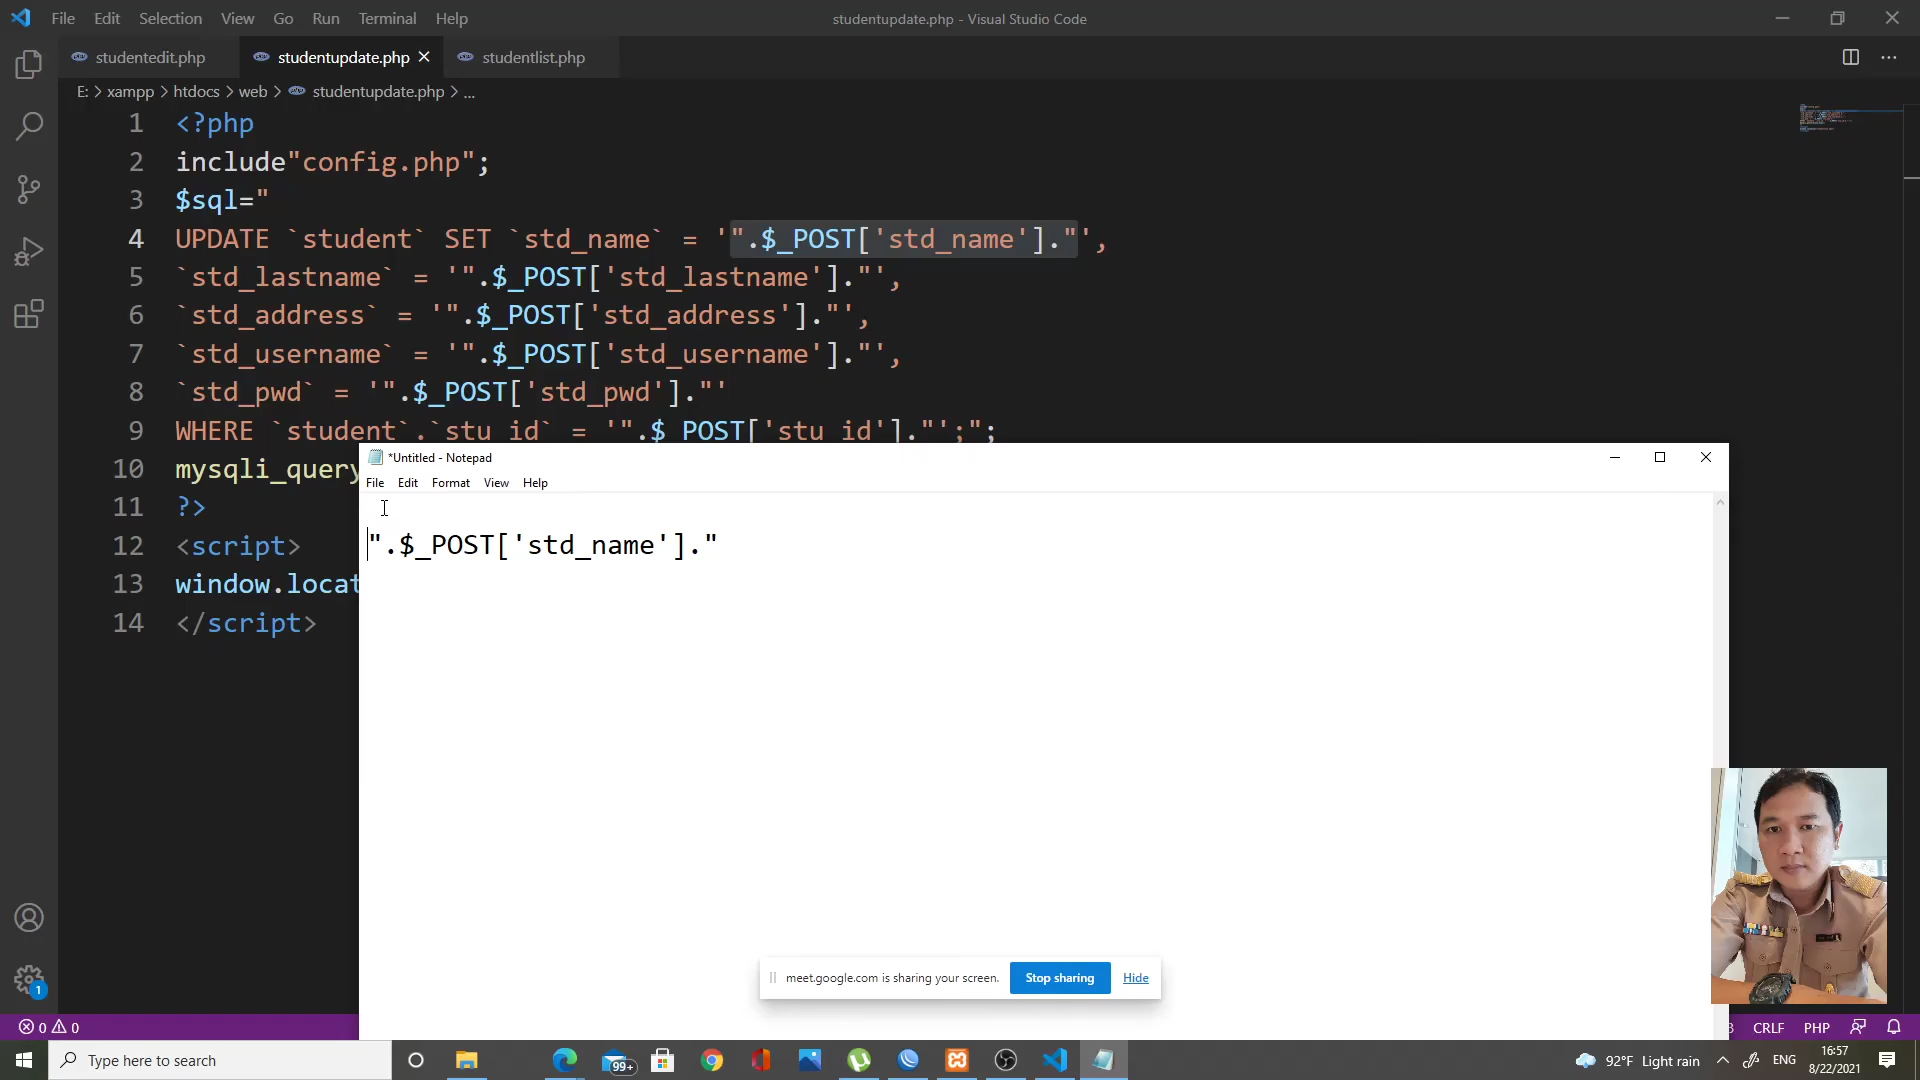 File Edit Selection View Go Run Terminal Help
studentupdate.php - Visual Studio Code
studentedit.php
studentupdate.php
studentlist.php
E: > xampp > htdocs > web > studentupdate.php > ...
1 <?php
2 include"config.php";
3 $sql="
4 UPDATE `student` SET `std_name` = '".$_POST['std_name']."',
5 `std_lastname` = '".$_POST['std_lastname']."',
6 `std_address` = '".$_POST['std_address']."',
7 `std_username` = '".$_POST['std_username']."',
8 `std_pwd` = '".$_POST['std_pwd']."'
9 WHERE `student`.`stu_id` = '".$_POST['stu_id']."';";
10 mysqli_query
11 ?>
12 <script>
13 window.locat
14 </script>
*Untitled - Notepad
File Edit Format View Help
".$_POST['std_name']."
meet.google.com is sharing your screen. Stop sharing Hide
1
0 0
CRLF PHP
Type here to search
99+
92°F Light rain
ENG
16:57
8/22/2021